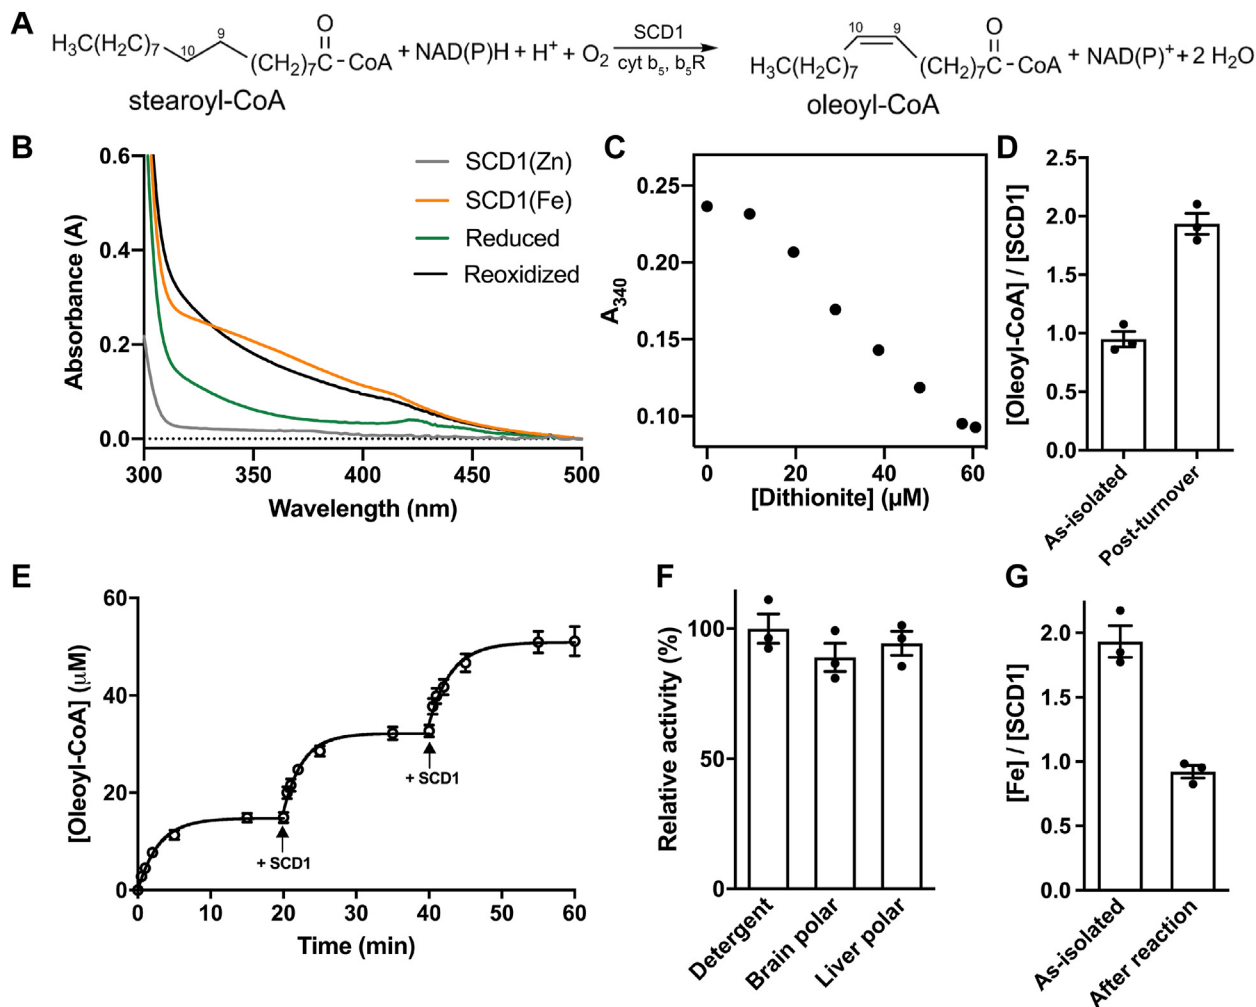 A
H₃C(H₂C)₇ 10 9 (CH₂)₇C-CoA + NAD(P)H + H⁺ + O₂ SCD1 cyt b₅, b₅R H₃C(H₂C)₇ 10 9 (CH₂)₇C-CoA + NAD(P)⁺ + 2 H₂O
O O
stearoyl-CoA oleoyl-CoA
B
Absorbance (A)
0.6
0.4
0.2
0.0
300 350 400 450 500
Wavelength (nm)
SCD1(Zn)
SCD1(Fe)
Reduced
Reoxidized
C
A₃₄₀
0.25
0.20
0.15
0.10
0 20 40 60
[Dithionite] (μM)
D
[Oleoyl-CoA] / [SCD1]
2.5
2.0
1.5
1.0
0.5
0.0
As-isolated
Post-turnover
E
[Oleoyl-CoA] (μM)
60
40
20
0
+ SCD1
+ SCD1
0 10 20 30 40 50 60
Time (min)
F
Relative activity (%)
100
50
0
Detergent
Brain polar
Liver polar
G
[Fe] / [SCD1]
2.0
1.5
1.0
0.5
0.0
As-isolated
After reaction